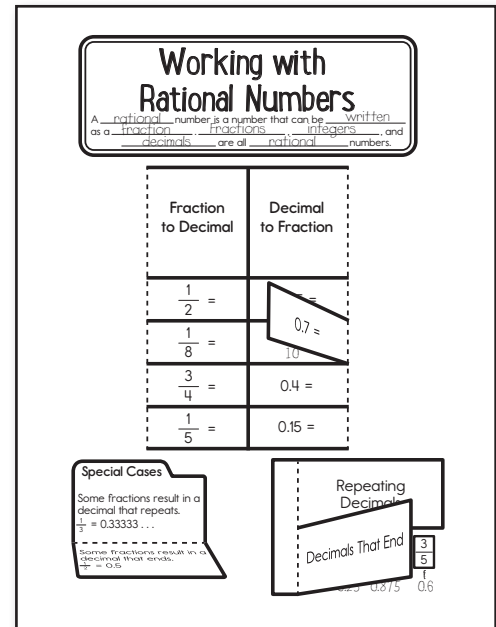 Working with
Rational Numbers
A rational number is a number that can be written
as a fraction. Fractions, integers, and
decimals are all rational numbers.
Fraction to Decimal
Decimal to Fraction
1/2 =
=
1/8 =
0.7 =
10
3/4 =
0.4 =
1/5 =
0.15 =
Special Cases
Some fractions result in a
decimal that repeats.
1/3 = 0.33333 . . .
Some fractions result in a
decimal that ends.
= 0.5
Repeating
Decimals
Decimals That End
3/5
f
0.875 0.6